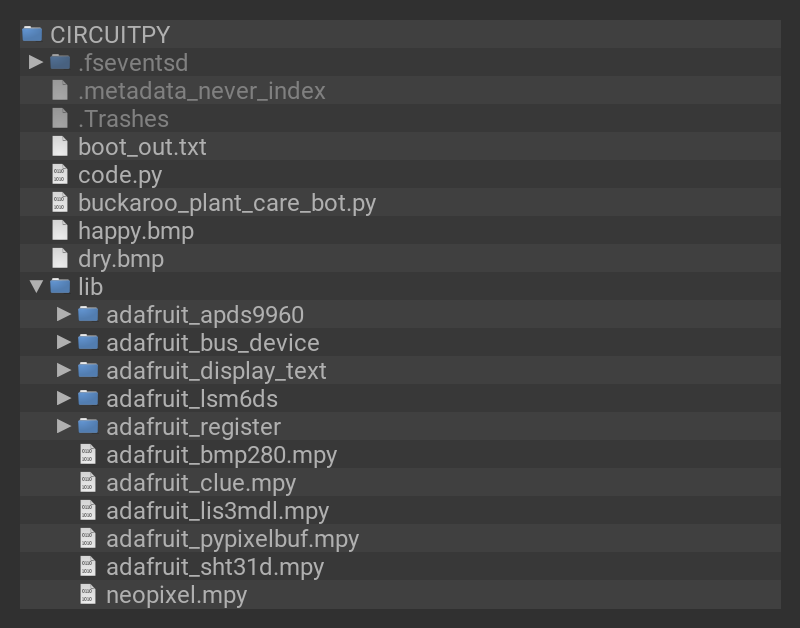 CIRCUITPY
.fseventsd
.metadata_never_index
.Trashes
boot_out.txt
code.py
buckaroo_plant_care_bot.py
happy.bmp
dry.bmp
lib
adafruit_apds9960
adafruit_bus_device
adafruit_display_text
adafruit_lsm6ds
adafruit_register
adafruit_bmp280.mpy
adafruit_clue.mpy
adafruit_lis3mdl.mpy
adafruit_pypixelbuf.mpy
adafruit_sht31d.mpy
neopixel.mpy